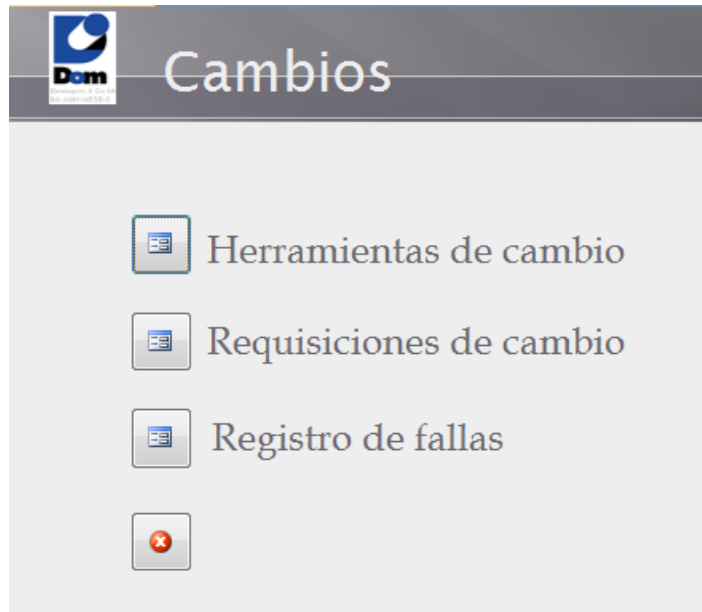 Dom
Cambios
Herramientas de cambio
Requisiciones de cambio
Registro de fallas